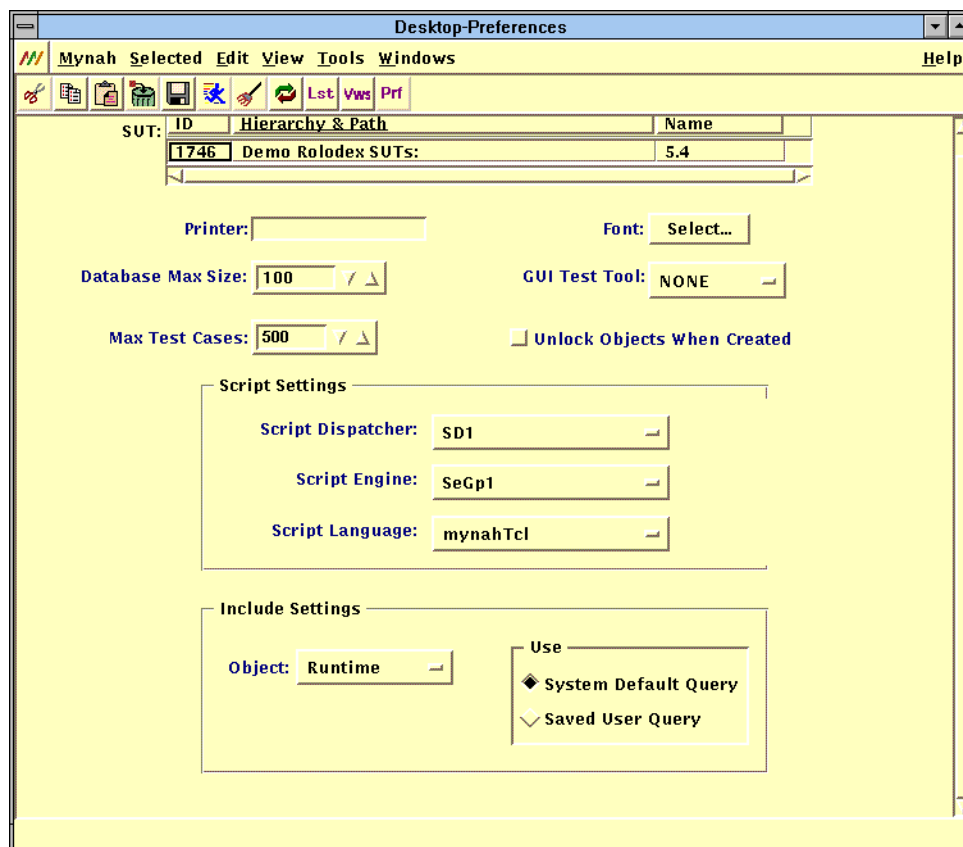 Desktop-Preferences
Mynah Selected Edit View Tools Windows Help
Lst Vws Prf
SUT: ID Hierarchy & Path Name
1746 Demo Rolodex SUTs: 5.4
Printer: Font: Select...
Database Max Size: 100 GUI Test Tool: NONE
Max Test Cases: 500 Unlock Objects When Created
Script Settings
Script Dispatcher: SD1
Script Engine: SeGp1
Script Language: mynahTcl
Include Settings
Use
Object: Runtime
System Default Query
Saved User Query